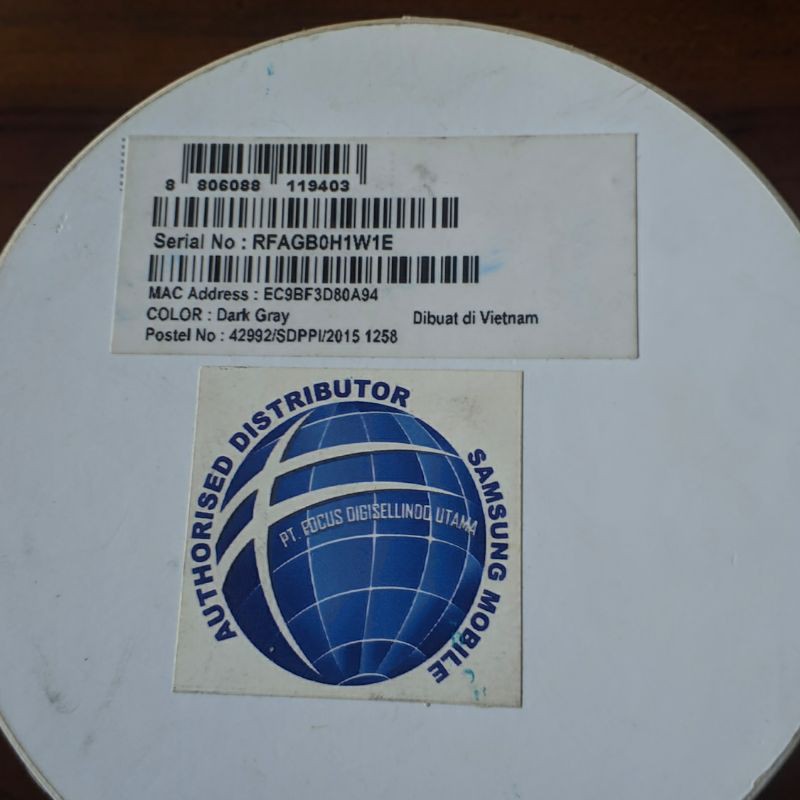 8 806088 119403
Serial No : RFAGB0H1W1E
MAC Address : EC9BF3D80A94
COLOR : Dark Gray
Dibuat di Vietnam
Postel No : 42992/SDPPI/2015 1258
AUTHORISED DISTRIBUTOR
SAMSUNG MOBILE
PT. FOCUS DIGISELLINDO UTAMA